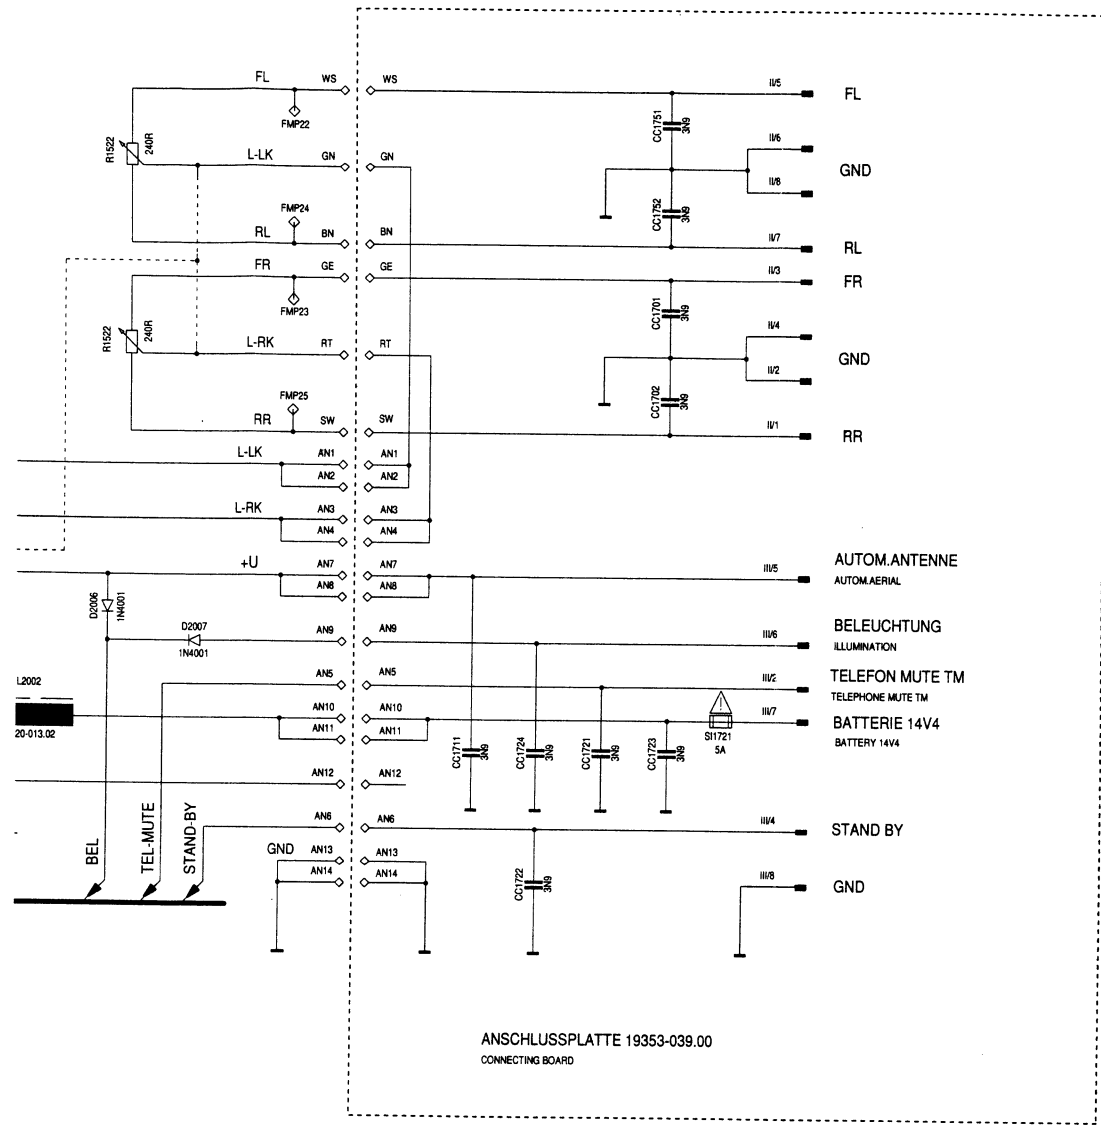 FL WS WS II/5 FL
CC1751 3N9
FMP22
R1522 240R
II/6
L-LK GN GN GND
II/8
FMP24
CC1752 3N9
RL BN BN II/7 RL
FR GE GE II/3 FR
FMP23
CC1701 3N9
R1522 240R
II/4
L-RK RT RT GND
II/2
FMP25
CC1702 3N9
RR SW SW II/1 RR
L-LK AN1 AN1
AN2 AN2
L-RK AN3 AN3
AN4 AN4
+U AN7 AN7 III/5 AUTOM.ANTENNE
AN8 AN8 AUTOM.AERIAL
D2006 1N4001
D2007 AN9 AN9 III/6 BELEUCHTUNG
1N4001 ILLUMINATION
L2002 AN5 AN5 III/2 TELEFON MUTE TM
TELEPHONE MUTE TM
AN10 AN10 III/7 BATTERIE 14V4
20-013.02 AN11 AN11 SI1721 BATTERY 14V4
5A
CC1711 3N9 CC1724 3N9 CC1721 3N9 CC1723 3N9
AN12 AN12
BEL TEL-MUTE STAND-BY
AN6 AN6 III/4 STAND BY
GND AN13 AN13
AN14 AN14
CC1722 3N9
III/8 GND
ANSCHLUSSPLATTE 19353-039.00
CONNECTING BOARD